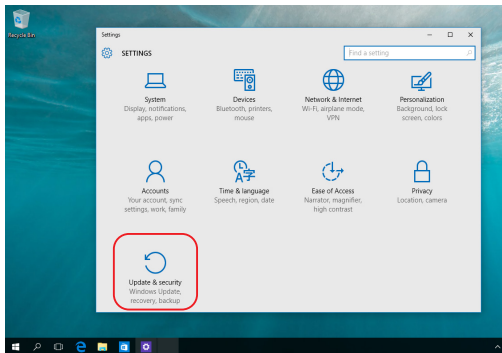 Recycle Bin
Settings
SETTINGS
Find a setting
System
Display, notifications,
apps, power
Devices
Bluetooth, printers,
mouse
Network & Internet
Wi-Fi, airplane mode,
VPN
Personalization
Background, lock
screen, colors
Accounts
Your account, sync
settings, work, family
Time & language
Speech, region, date
Ease of Access
Narrator, magnifier,
high contrast
Privacy
Location, camera
Update & security
Windows Update,
recovery, backup